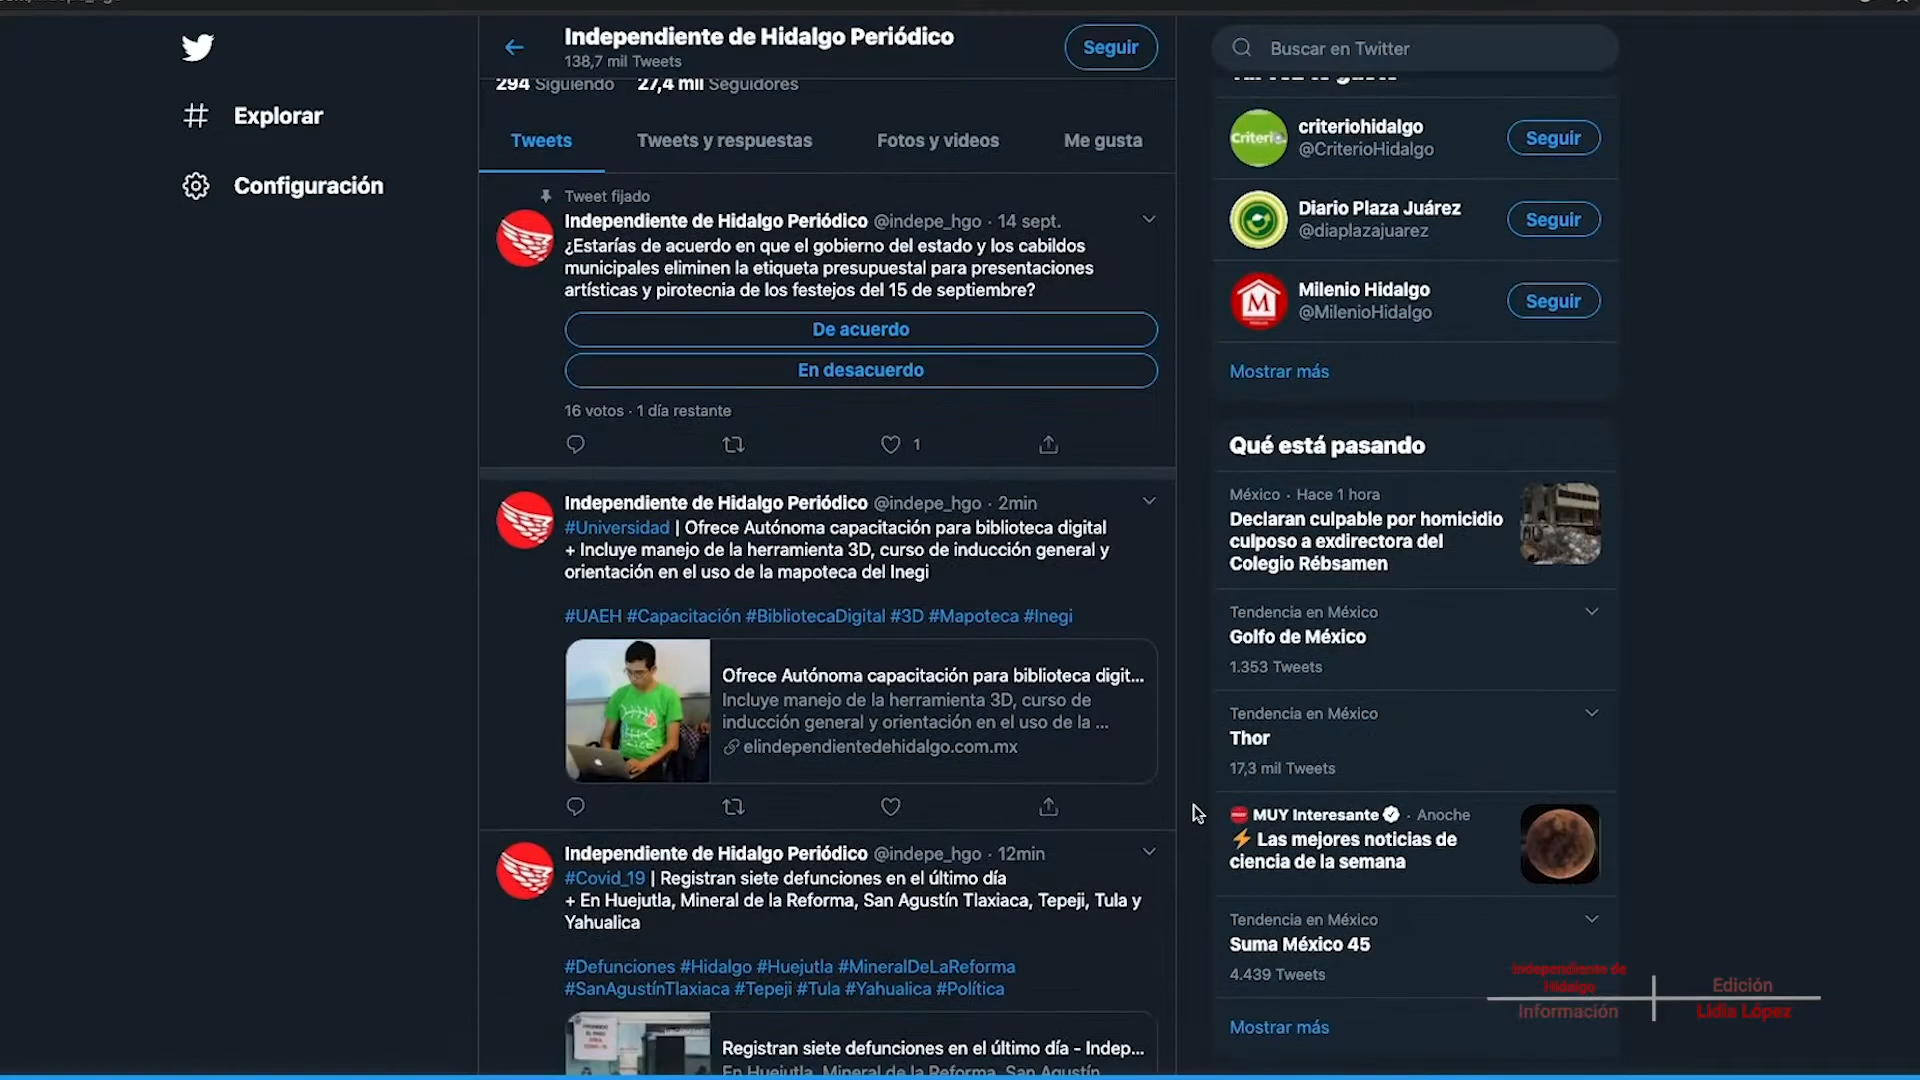 Explorar
Configuración
Independiente de Hidalgo Periódico
138,7 mil Tweets
Seguir
294 Siguiendo 27,4 mil Seguidores
Tweets Tweets y respuestas Fotos y videos Me gusta
Tweet fijado
Independiente de Hidalgo Periódico @indepe_hgo · 14 sept.
¿Estarías de acuerdo en que el gobierno del estado y los cabildos
municipales eliminen la etiqueta presupuestal para presentaciones
artísticas y pirotecnia de los festejos del 15 de septiembre?
De acuerdo
En desacuerdo
16 votos · 1 día restante
1
Independiente de Hidalgo Periódico @indepe_hgo · 2min
#Universidad | Ofrece Autónoma capacitación para biblioteca digital
+ Incluye manejo de la herramienta 3D, curso de inducción general y
orientación en el uso de la mapoteca del Inegi
#UAEH #Capacitación #BibliotecaDigital #3D #Mapoteca #Inegi
Ofrece Autónoma capacitación para biblioteca digit...
Incluye manejo de la herramienta 3D, curso de
inducción general y orientación en el uso de la ...
elindependientedehidalgo.com.mx
Independiente de Hidalgo Periódico @indepe_hgo · 12min
#Covid_19 | Registran siete defunciones en el último día
+ En Huejutla, Mineral de la Reforma, San Agustín Tlaxiaca, Tepeji, Tula y
Yahualica
#Defunciones #Hidalgo #Huejutla #MineralDeLaReforma
#SanAgustínTlaxiaca #Tepeji #Tula #Yahualica #Política
Registran siete defunciones en el último día - Indep...
En Huejutla, Mineral de la Reforma, San Agustín
Buscar en Twitter
criteriohidalgo
@CriterioHidalgo
Seguir
Diario Plaza Juárez
@diaplazajuarez
Seguir
M
Milenio Hidalgo
@MilenioHidalgo
Seguir
Mostrar más
Qué está pasando
México · Hace 1 hora
Declaran culpable por homicidio
culposo a exdirectora del
Colegio Rébsamen
Tendencia en México
Golfo de México
1.353 Tweets
Tendencia en México
Thor
17,3 mil Tweets
MUY Interesante · Anoche
⚡ Las mejores noticias de
ciencia de la semana
Tendencia en México
Suma México 45
4.439 Tweets
Mostrar más
Independiente de
Hidalgo
Información
Edición
Lidia López